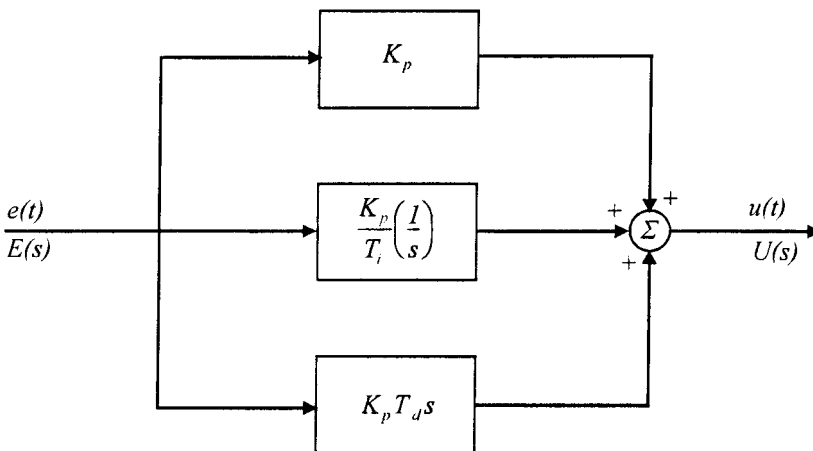 K_p
e(t)
E(s)
K_p/T_i (1/s)
+
+
+
Σ
u(t)
U(s)
K_p T_d s